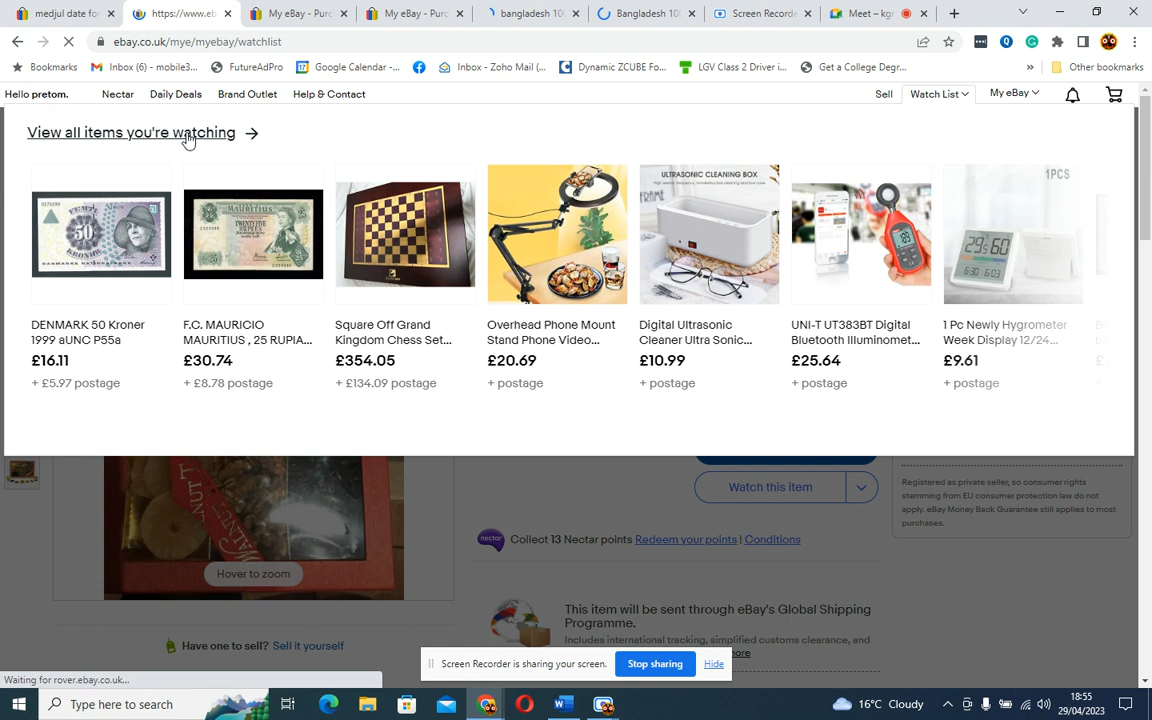 medjul date fo
https://www.eb
My eBay - Purc
My eBay - Purc
bangladesh 10
Bangladesh 10
Screen Recorde
Meet – kg
ebay.co.uk/mye/myebay/watchlist
Bookmarks
Inbox (6) - mobile3...
FutureAdPro
Google Calendar -...
Inbox - Zoho Mail (...
Dynamic ZCUBE Fo...
LGV Class 2 Driver i...
Get a College Degr...
»
Other bookmarks
Hello pretom.
Nectar
Daily Deals
Brand Outlet
Help & Contact
Sell
Watch List
My eBay
View all items you're watching
DENMARK 50 Kroner
1999 aUNC P55a
£16.11
+ £5.97 postage
F.C. MAURICIO
MAURITIUS , 25 RUPIA...
£30.74
+ £8.78 postage
Square Off Grand
Kingdom Chess Set...
£354.05
+ £134.09 postage
ULTRASONIC CLEANING BOX
Overhead Phone Mount
Stand Phone Video...
£20.69
+ postage
Digital Ultrasonic
Cleaner Ultra Sonic...
£10.99
+ postage
UNI-T UT383BT Digital
Bluetooth Illuminomet...
£25.64
+ postage
1PCS
1 Pc Newly Hygrometer
Week Display 12/24...
£9.61
+ postage
Watch this item
Registered as private seller, so consumer rights
stemming from EU consumer protection law do not
apply. eBay Money Back Guarantee still applies to most
purchases.
nectar
Collect 13 Nectar points Redeem your points | Conditions
Hover to zoom
This item will be sent through eBay's Global Shipping
Programme.
Includes international tracking, simplified customs clearance, and
Have one to sell? Sell it yourself
Screen Recorder is sharing your screen.
Stop sharing
Hide
Waiting for rover.ebay.co.uk...
Type here to search
16°C Cloudy
18:55
29/04/2023